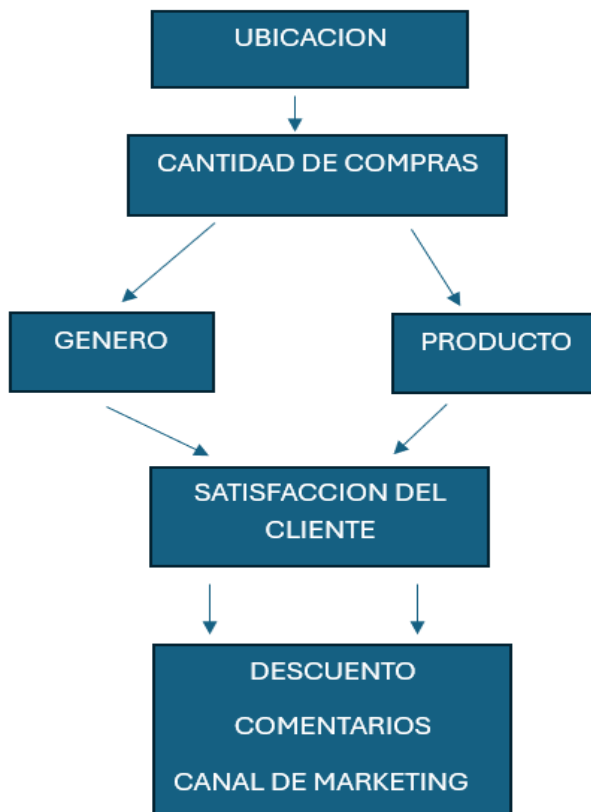 UBICACION
CANTIDAD DE COMPRAS
GENERO
PRODUCTO
SATISFACCION DEL
CLIENTE
DESCUENTO
COMENTARIOS
CANAL DE MARKETING